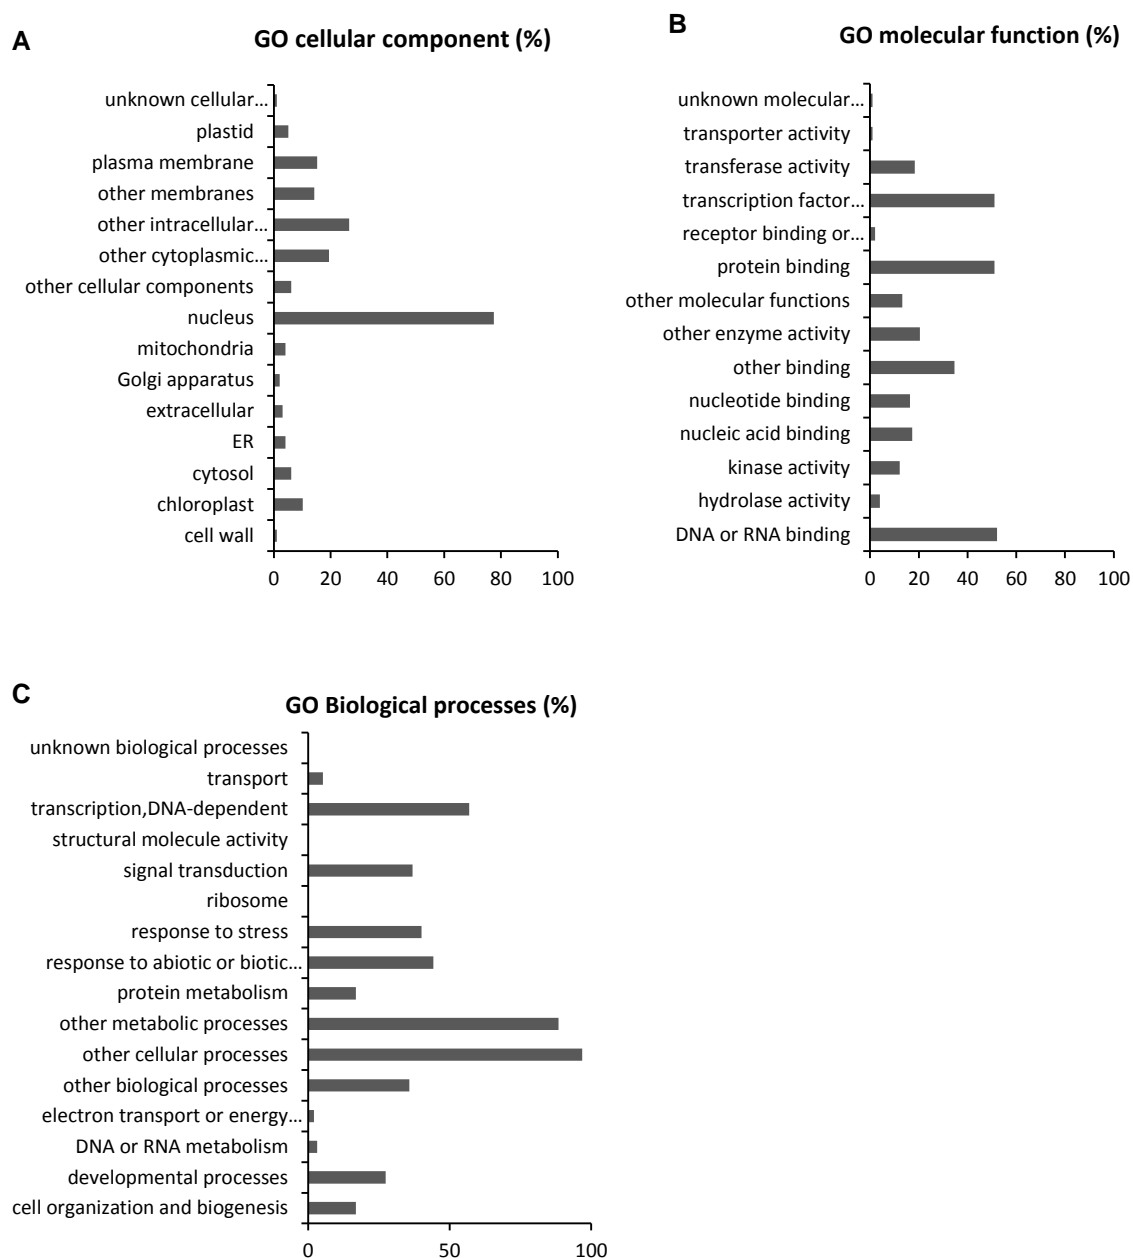 A
GO cellular component (%)
unknown cellular...
plastid
plasma membrane
other membranes
other intracellular...
other cytoplasmic...
other cellular components
nucleus
mitochondria
Golgi apparatus
extracellular
ER
cytosol
chloroplast
cell wall
0 20 40 60 80 100
B
GO molecular function (%)
unknown molecular...
transporter activity
transferase activity
transcription factor...
receptor binding or...
protein binding
other molecular functions
other enzyme activity
other binding
nucleotide binding
nucleic acid binding
kinase activity
hydrolase activity
DNA or RNA binding
0 20 40 60 80 100
C
GO Biological processes (%)
unknown biological processes
transport
transcription,DNA-dependent
structural molecule activity
signal transduction
ribosome
response to stress
response to abiotic or biotic...
protein metabolism
other metabolic processes
other cellular processes
other biological processes
electron transport or energy...
DNA or RNA metabolism
developmental processes
cell organization and biogenesis
0 50 100